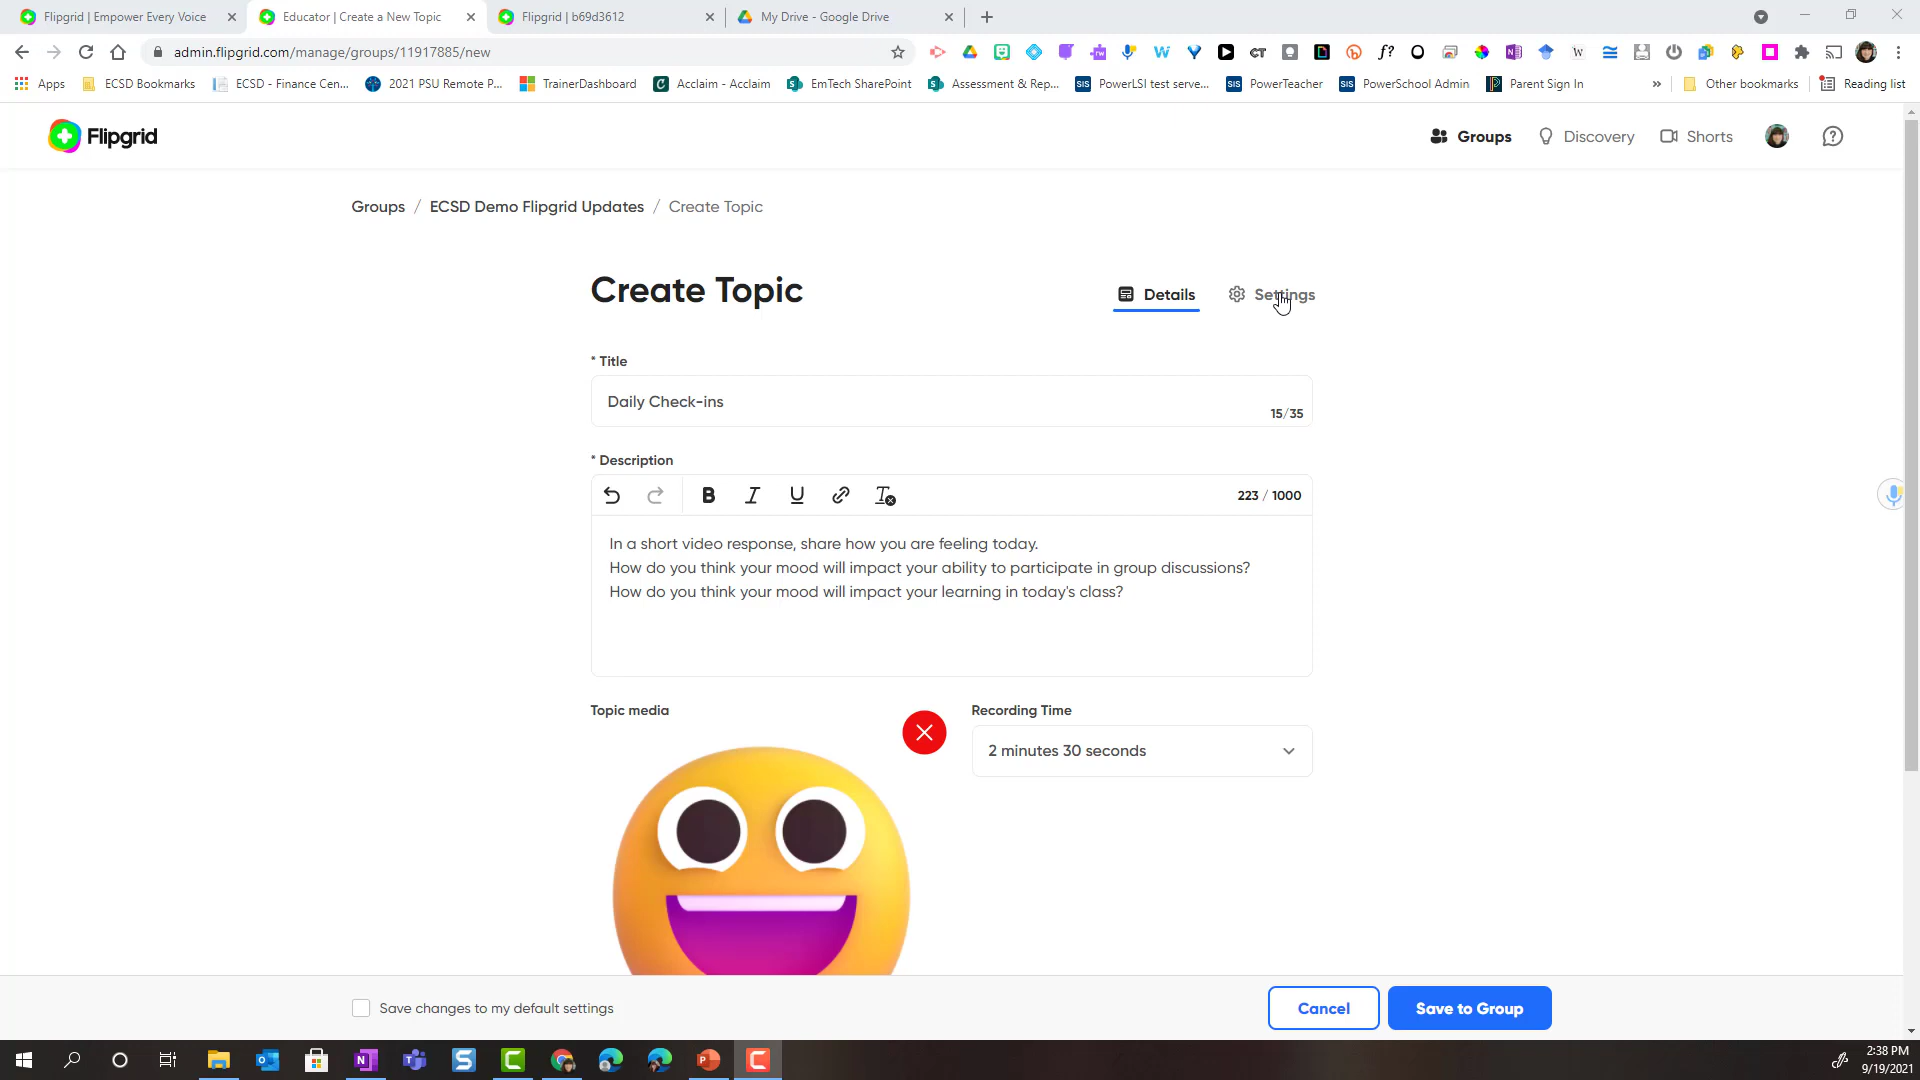 Flipgrid | Empower Every Voice
Educator | Create a New Topic
Flipgrid | b69d3612
My Drive - Google Drive
admin.flipgrid.com/manage/groups/11917885/new
Apps
ECSD Bookmarks
ECSD - Finance Cen...
2021 PSU Remote P...
TrainerDashboard
Acclaim - Acclaim
EmTech SharePoint
Assessment & Rep...
PowerLSI test serve...
PowerTeacher
PowerSchool Admin
Parent Sign In
»
Other bookmarks
Reading list
Flipgrid
Groups
Discovery
Shorts
Groups / ECSD Demo Flipgrid Updates / Create Topic
Create Topic
Details
Settings
* Title
Daily Check-ins
15/35
* Description
223 / 1000
In a short video response, share how you are feeling today.
How do you think your mood will impact your ability to participate in group discussions?
How do you think your mood will impact your learning in today's class?
Topic media
Recording Time
2 minutes 30 seconds
Save changes to my default settings
Cancel
Save to Group
2:38 PM
9/19/2021